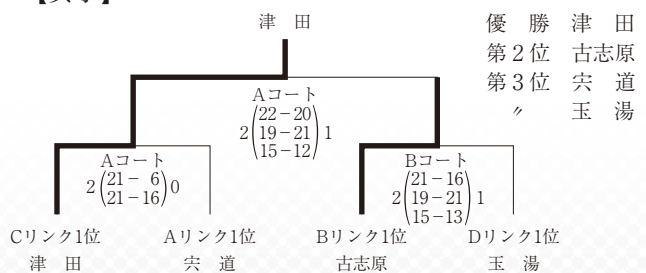 津 田
優 勝 津 田
第2位 古志原
第3位 宍 道
〃 玉 湯
Aコート
22-20
2 19-21 1
15-12
Aコート
21- 6
2 21-16 0
Bコート
21-16
2 19-21 1
15-13
Cリンク1位
津 田
Aリンク1位
宍 道
Bリンク1位
古志原
Dリンク1位
玉 湯